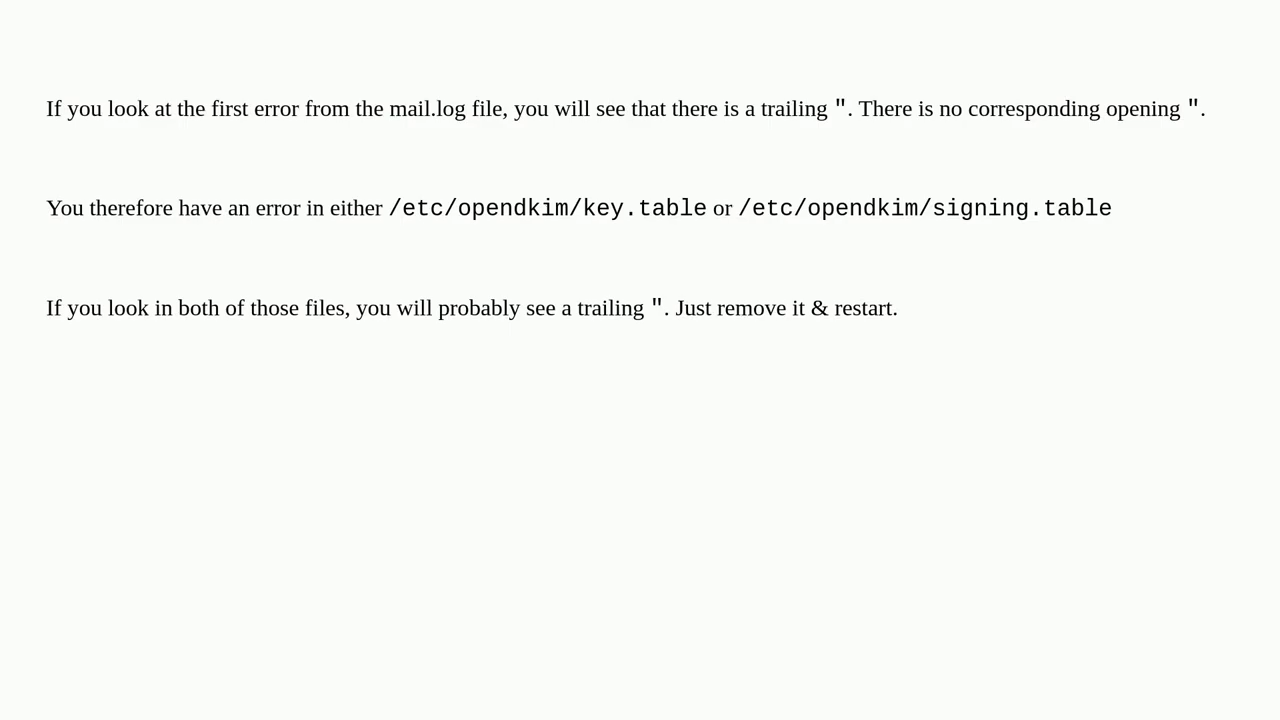 If you look at the first error from the mail.log file, you will see that there is a trailing ". There is no corresponding opening ".
You therefore have an error in either /etc/opendkim/key.table or /etc/opendkim/signing.table
If you look in both of those files, you will probably see a trailing ". Just remove it & restart.